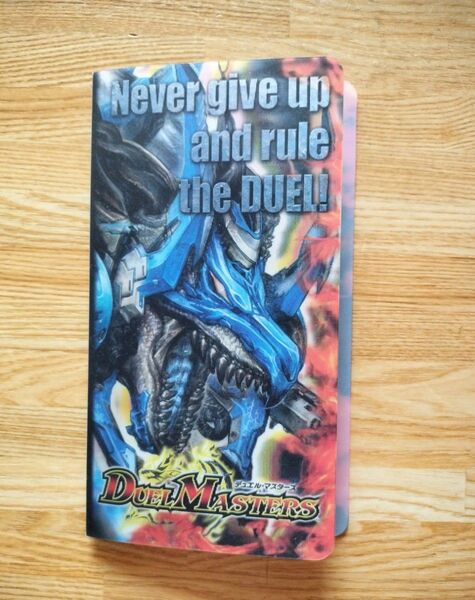 Never give up
and rule
the DUEL!
デュエル・マスターズ
DUEL MASTERS